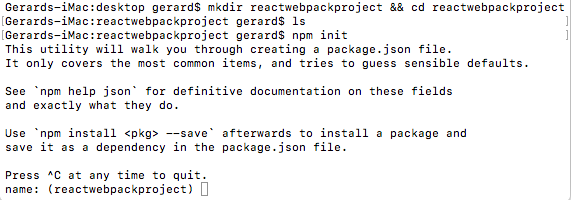 Gerards-iMac:desktop gerard$ mkdir reactwebpackproject && cd reactwebpackproject
[Gerards-iMac:reactwebpackproject gerard$ ls ]
[Gerards-iMac:reactwebpackproject gerard$ npm init ]
This utility will walk you through creating a package.json file.
It only covers the most common items, and tries to guess sensible defaults.
See `npm help json` for definitive documentation on these fields
and exactly what they do.
Use `npm install <pkg> --save` afterwards to install a package and
save it as a dependency in the package.json file.
Press ^C at any time to quit.
name: (reactwebpackproject)